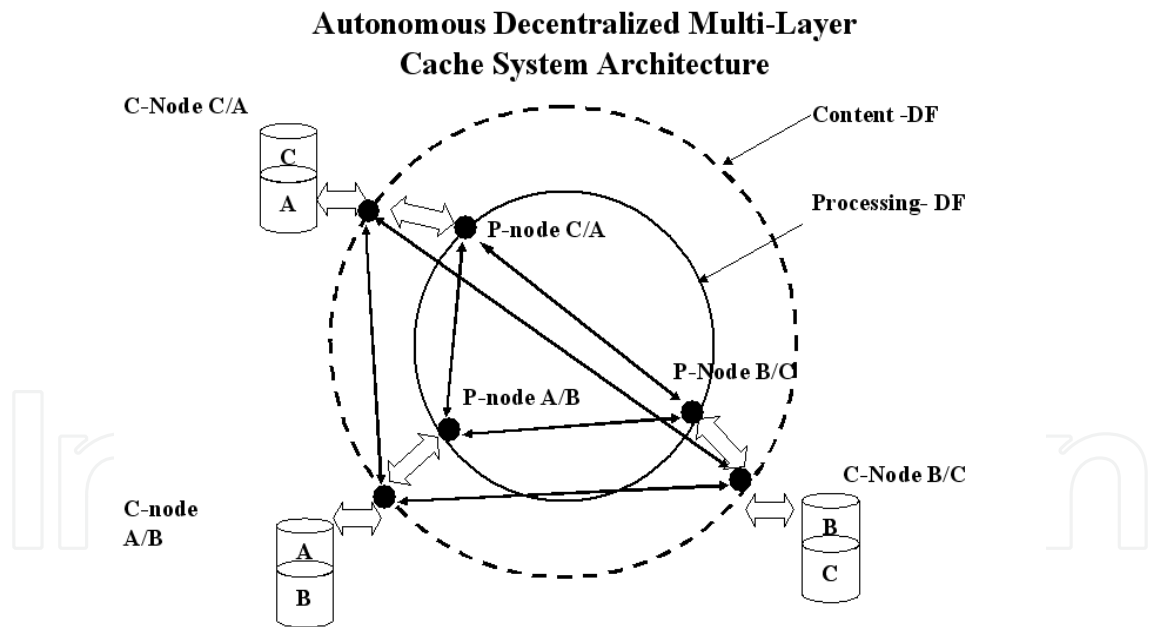 Autonomous Decentralized Multi-Layer
Cache System Architecture
C-Node C/A
Content -DF
C
A
Processing- DF
P-node C/A
P-Node B/C
P-node A/B
C-Node B/C
C-node
A/B
A
B
B
C